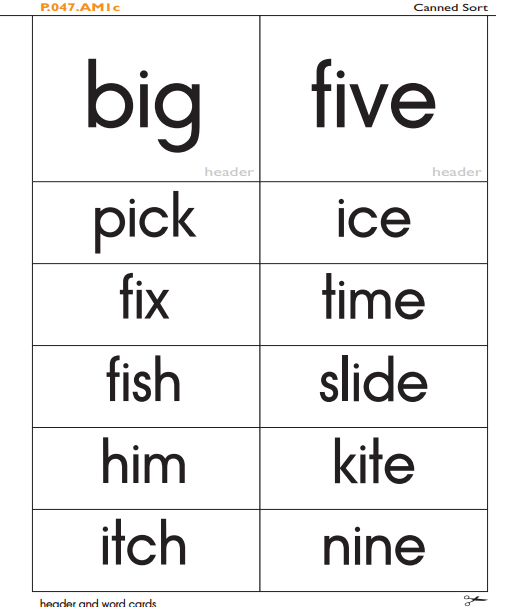 P.047.AM1c Canned Sort
big five
header header
pick ice
fix time
fish slide
him kite
itch nine
header and word cards